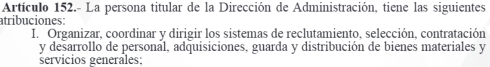 Artículo 152.- La persona titular de la Dirección de Administración, tiene las siguientes
atribuciones:
I. Organizar, coordinar y dirigir los sistemas de reclutamiento, selección, contratación
y desarrollo de personal, adquisiciones, guarda y distribución de bienes materiales y
servicios generales;